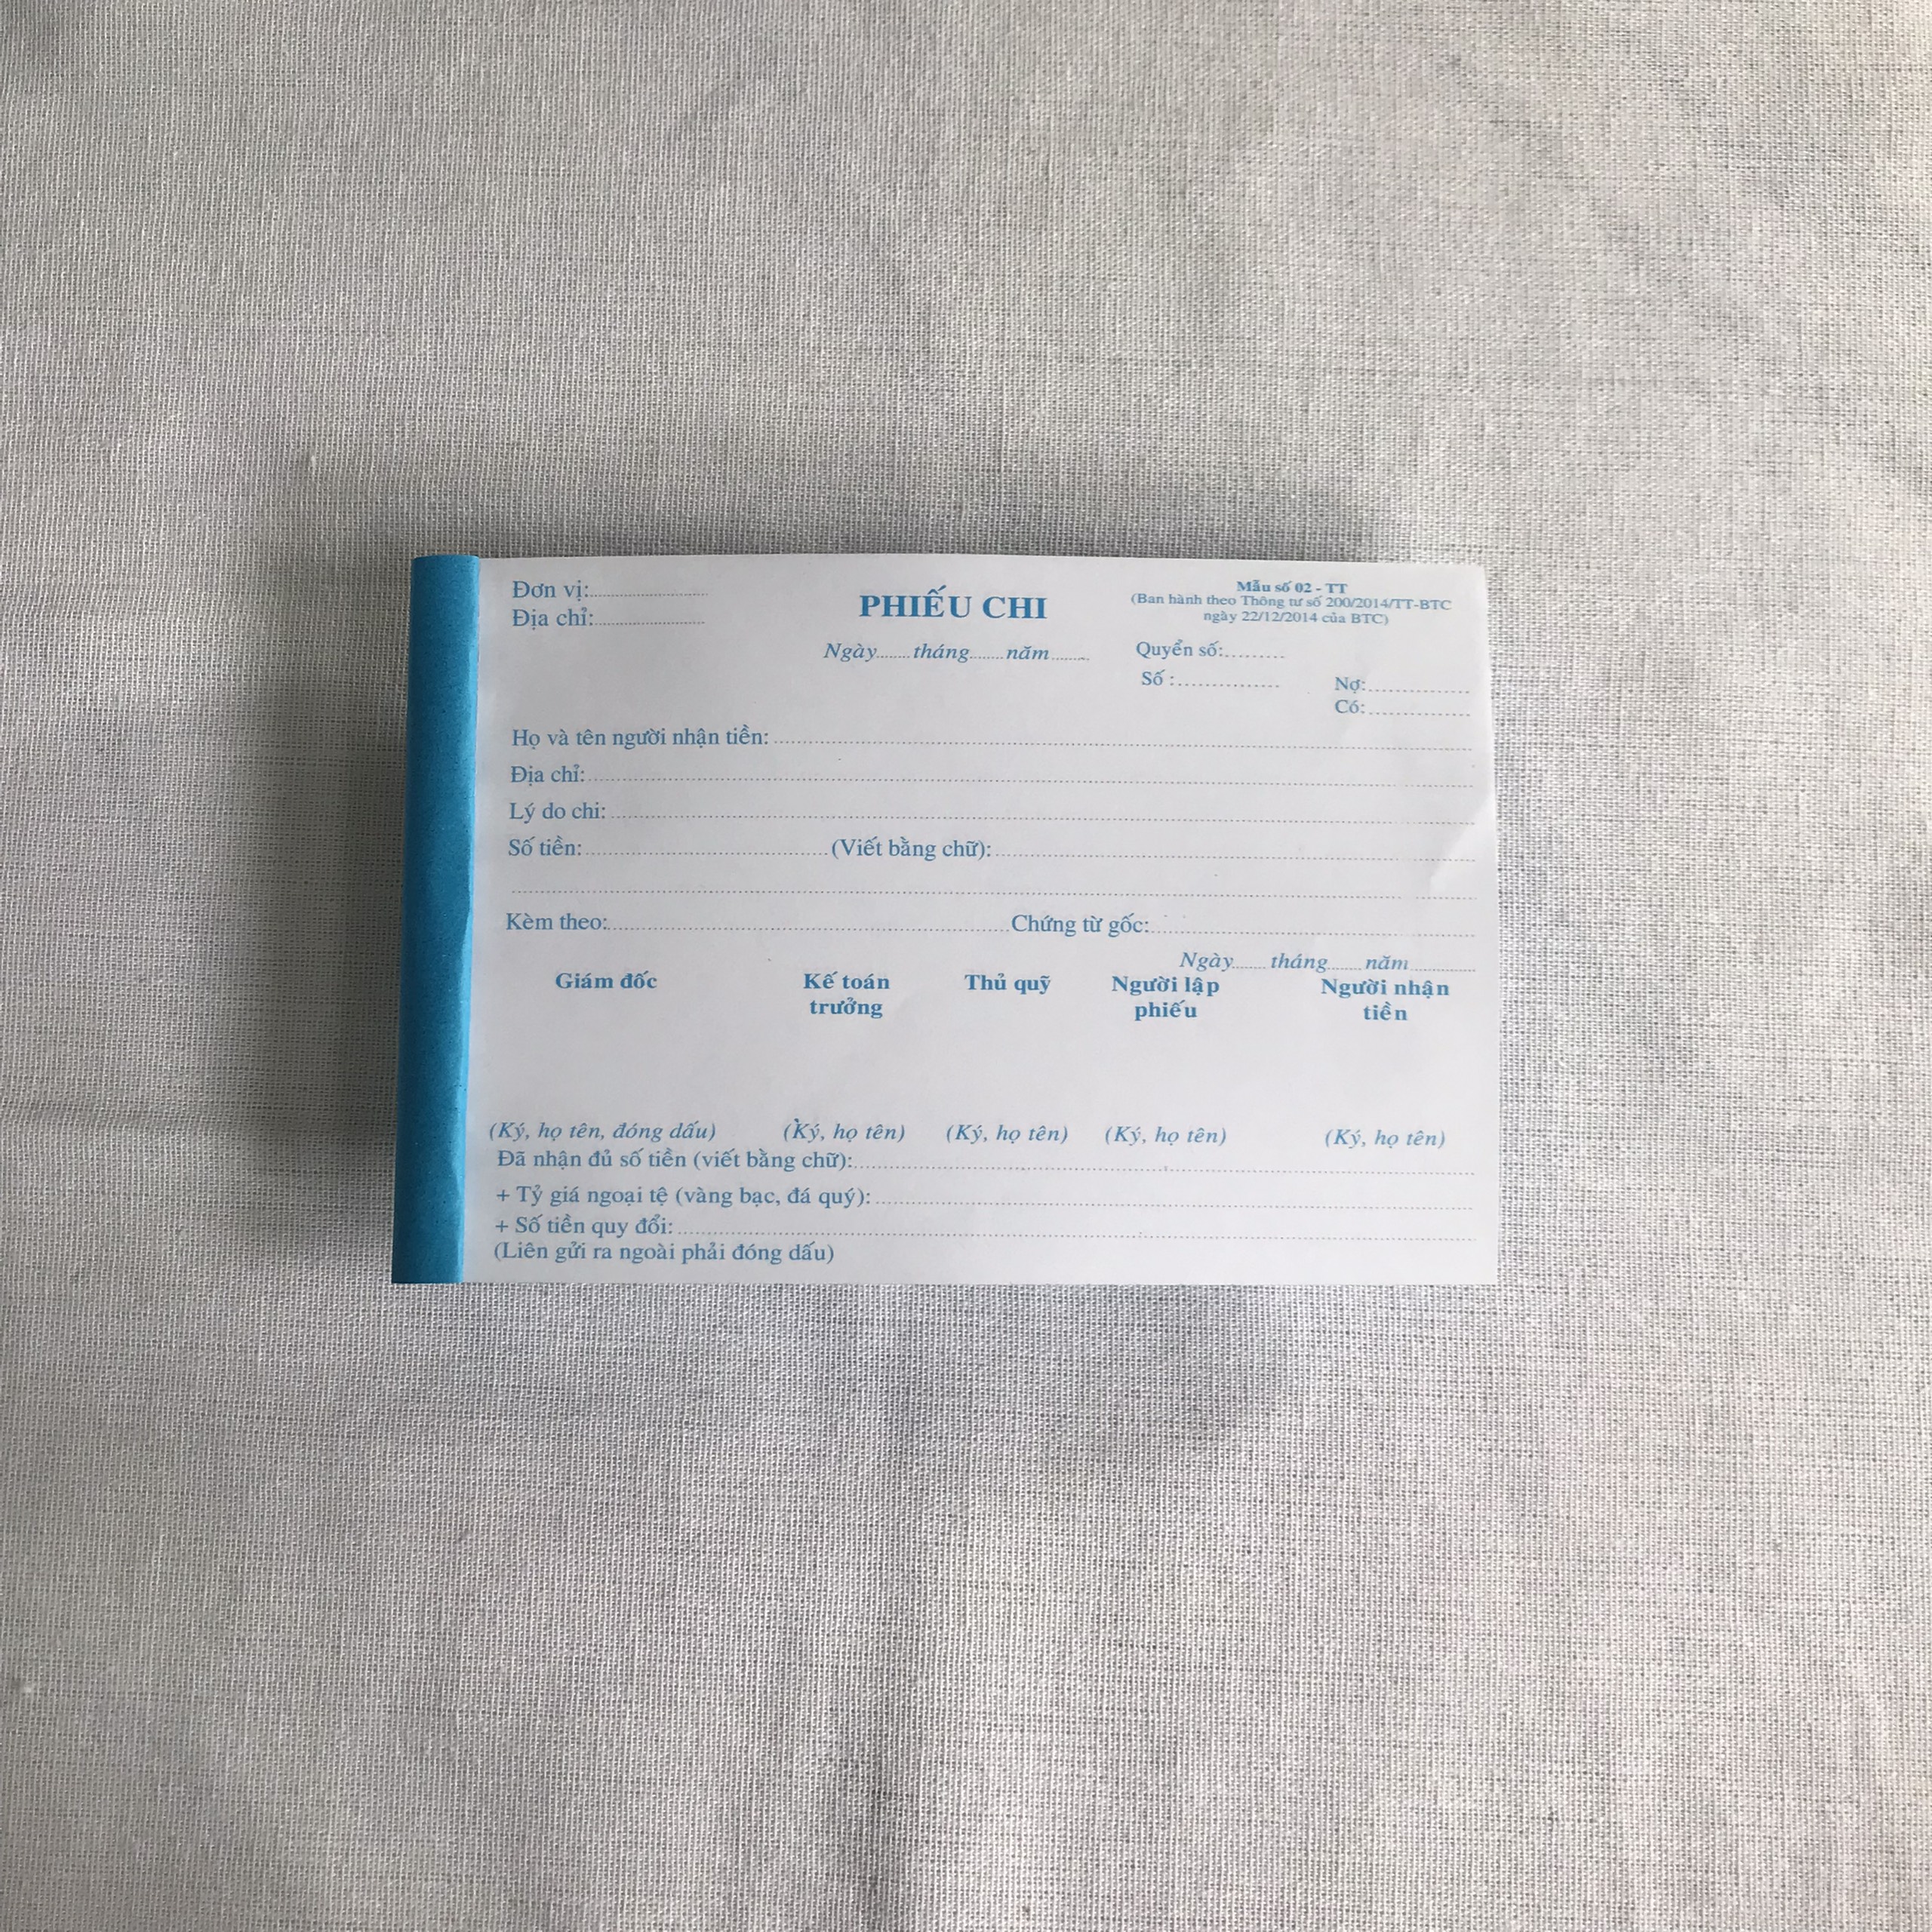 Đơn vị:........................
Địa chỉ:........................
PHIẾU CHI
Ngày........tháng........năm.........
Mẫu số 02 - TT
(Ban hành theo Thông tư số 200/2014/TT-BTC
ngày 22/12/2014 của BTC)
Quyển số:..........
Số :.................
Nợ:.................
Có:.................
Họ và tên người nhận tiền:........................
Địa chỉ:........................
Lý do chi:........................
Số tiền:........................(Viết bằng chữ):........................
Kèm theo:........................Chứng từ gốc:........................
Ngày........tháng........năm............
Giám đốc Kế toán Thủ quỹ Người lập Người nhận
trưởng phiếu tiền
(Ký, họ tên, đóng dấu) (Ký, họ tên) (Ký, họ tên) (Ký, họ tên) (Ký, họ tên)
Đã nhận đủ số tiền (viết bằng chữ):........................
+ Tỷ giá ngoại tệ (vàng bạc, đá quý):........................
+ Số tiền quy đổi:........................
(Liên gửi ra ngoài phải đóng dấu)